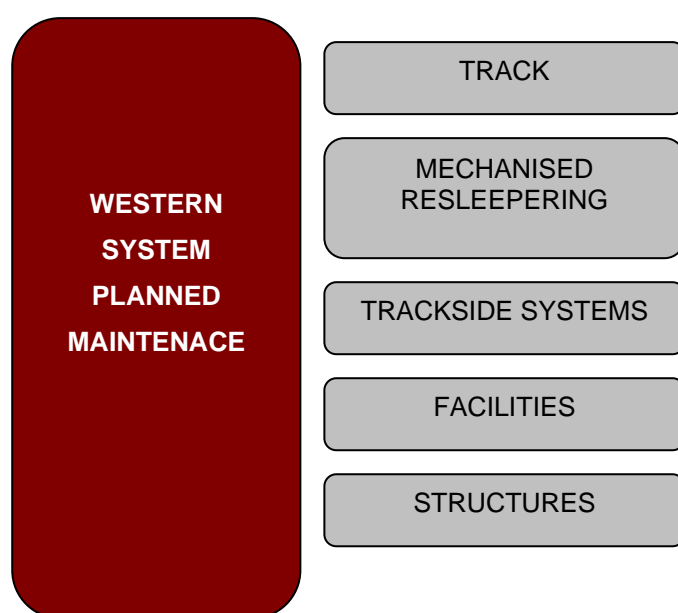 WESTERN
SYSTEM
PLANNED
MAINTENACE
TRACK
MECHANISED
RESLEEPERING
TRACKSIDE SYSTEMS
FACILITIES
STRUCTURES